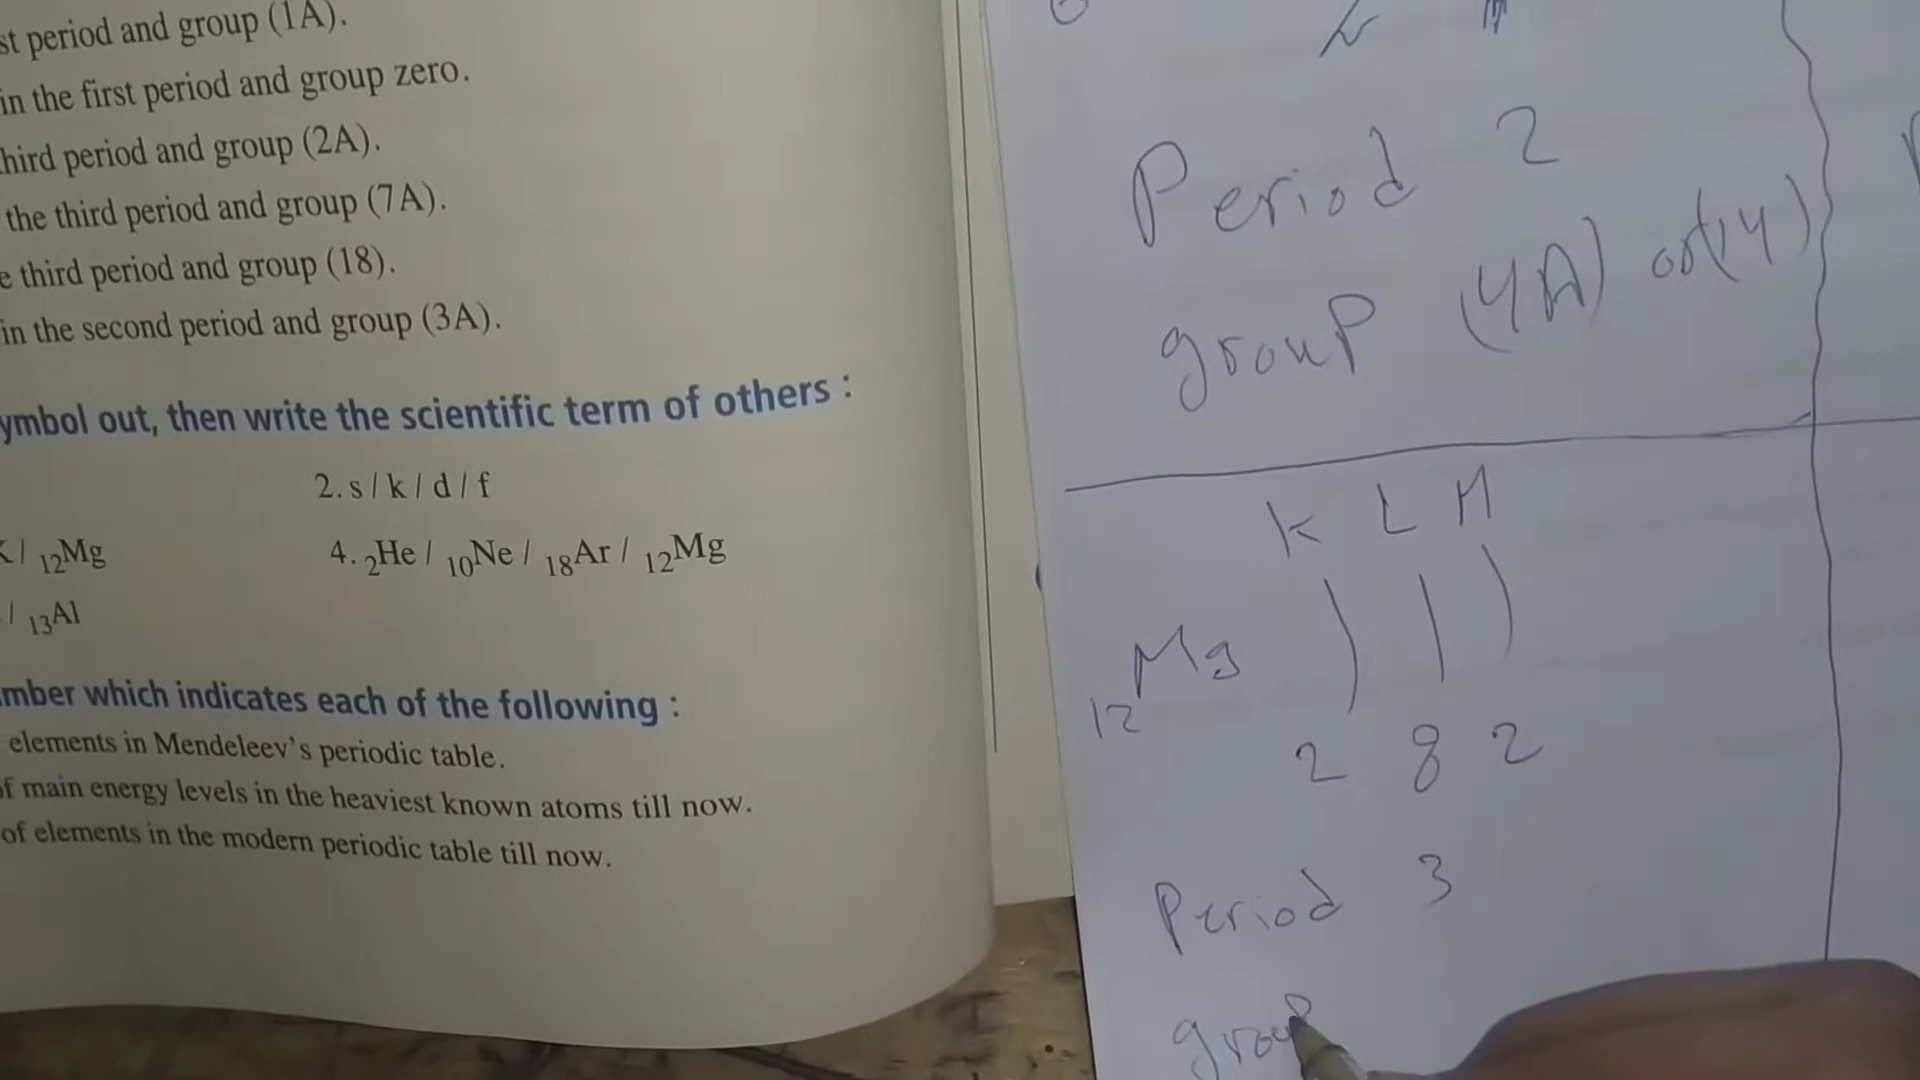 st period and group (1A).
in the first period and group zero.
hird period and group (2A).
the third period and group (7A).
e third period and group (18).
in the second period and group (3A).
ymbol out, then write the scientific term of others :
2. s / k / d / f
/ 12Mg
4. 2He / 10Ne / 18Ar / 12Mg
/ 13Al
mber which indicates each of the following :
elements in Mendeleev's periodic table.
f main energy levels in the heaviest known atoms till now.
of elements in the modern periodic table till now.
Period 2
group (4A) or (14)
K L M
12Mg
2 8 2
Period 3
group